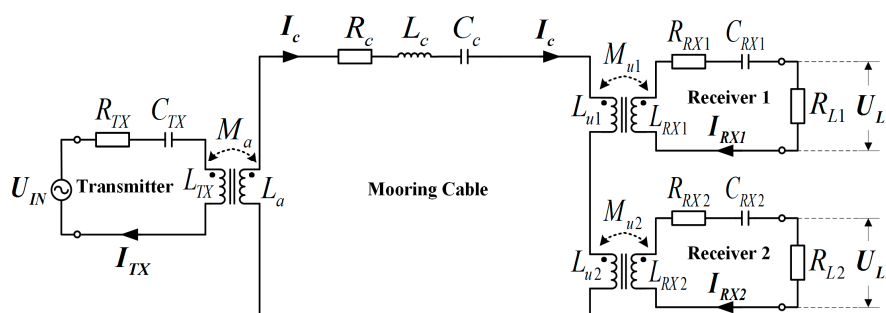 I_c R_c L_c C_c I_c
M_u1 R_RX1 C_RX1
L_u1 L_RX1 Receiver 1 R_L1 U_L
I_RX1
R_TX C_TX M_a
U_IN Transmitter L_TX L_a Mooring Cable
I_TX
M_u2 R_RX2 C_RX2
L_u2 L_RX2 Receiver 2 R_L2 U_L
I_RX2